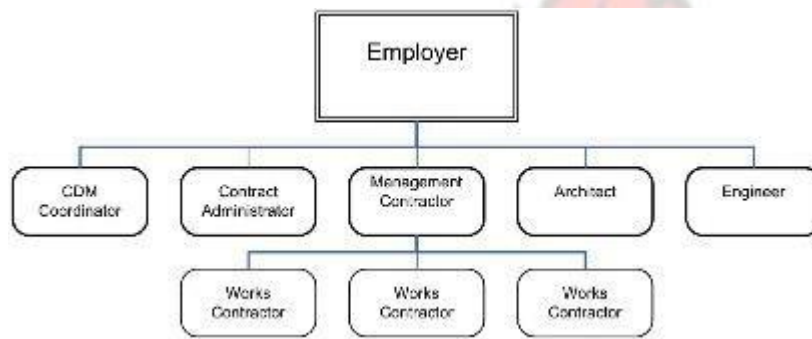 Employer
CDM
Coordinator
Contract
Administrator
Management
Contractor
Architect
Engineer
Works
Contractor
Works
Contractor
Works
Contractor